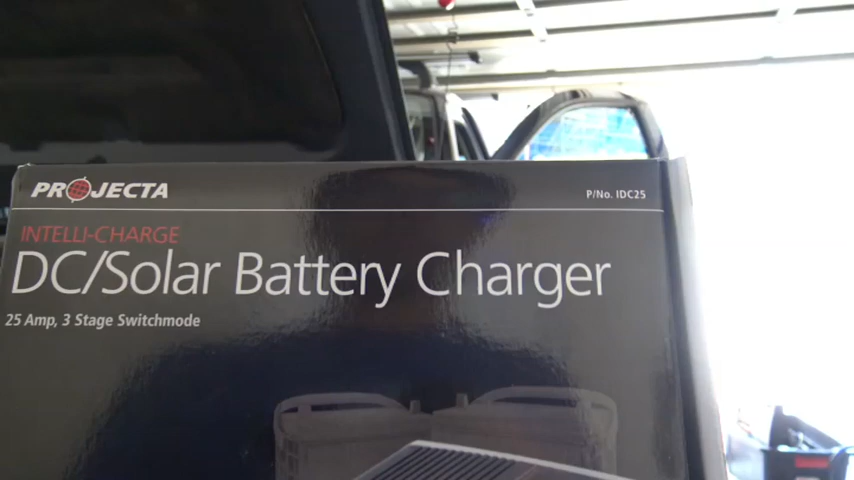 PROJECTA
P/No. IDC25
INTELLI-CHARGE
DC/Solar Battery Charger
25 Amp, 3 Stage Switchmode